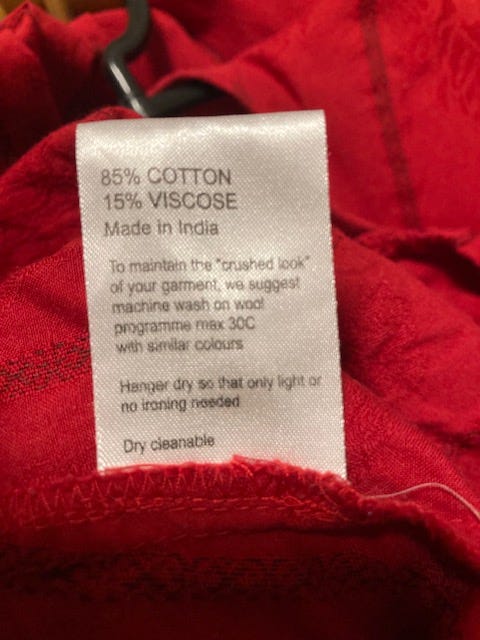 85% COTTON
15% VISCOSE
Made in India
To maintain the "crushed look"
of your garment, we suggest
machine wash on wool
programme max 30C
with similar colours
Hanger dry so that only light or
no ironing needed
Dry cleanable